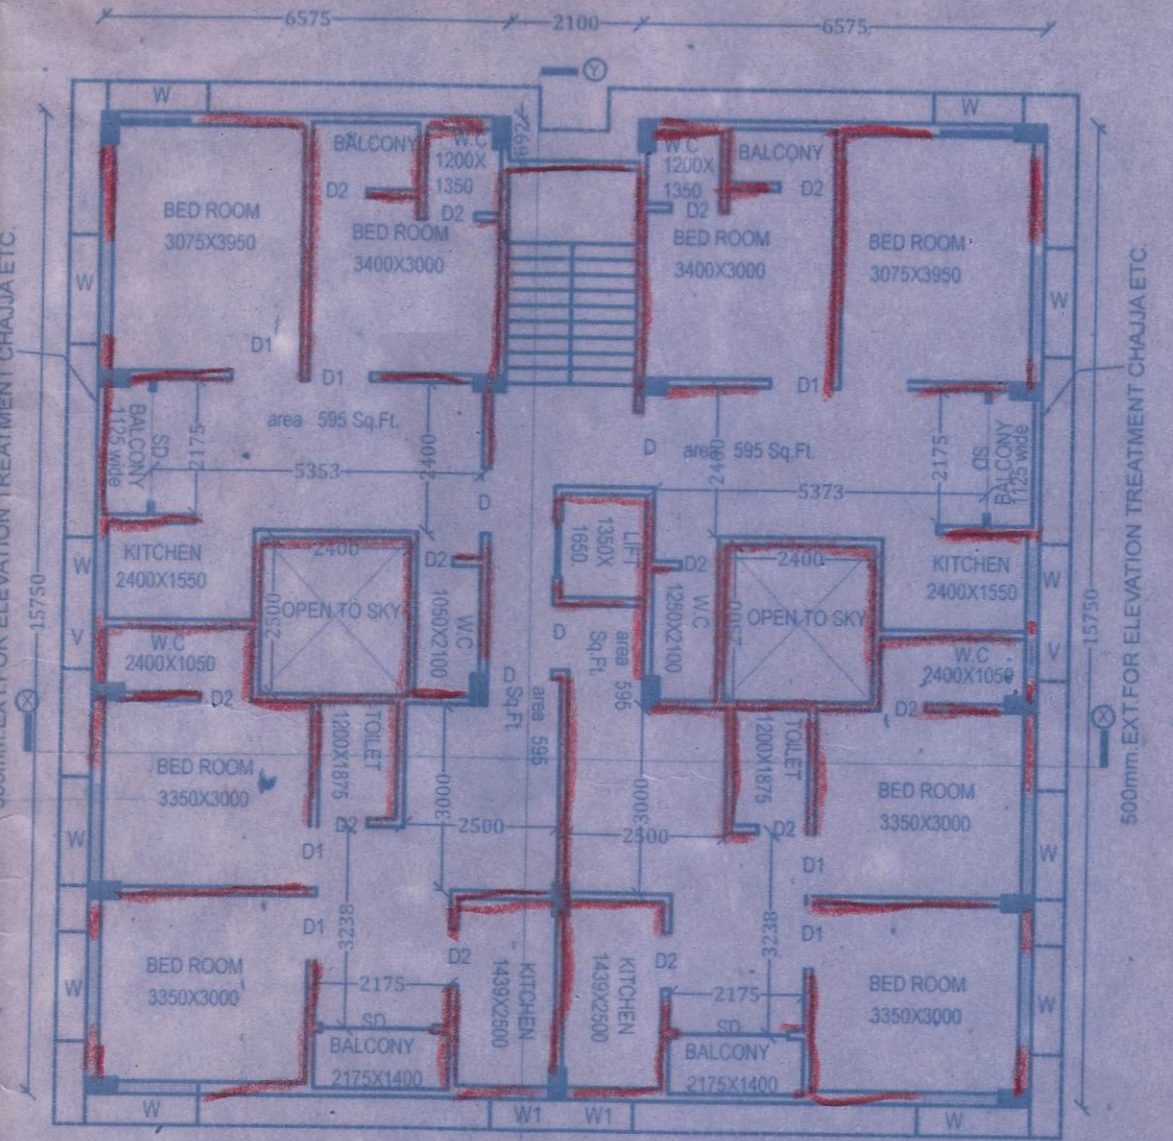 6575
2100
6575
Y
W
W
BALCONY
W.C
1200X
1350
D2
D2
269
W.C
1200X
1350
BALCONY
D2
D2
BED ROOM
3075X3950
BED ROOM
3400X3000
BED ROOM
3400X3000
BED ROOM
3075X3950
W
W
D1
D1
D1
area 595 Sq.Ft.
D area 595 Sq.Ft.
BALCONY
1125 wide
SD
2175
2400
5353
D
2400
5373
2175
SD
BALCONY
1125 wide
KITCHEN
2400X1550
2400
2500
OPEN TO SKY
D2
W.C
1050X2100
LIFT
1350X
1650
D2
W.C
1250X2100
2400
2500
OPEN TO SKY
KITCHEN
2400X1550
W
W
V
V
W.C
2400X1050
D2
D
area 595
Sq.Ft.
D
area 595
Sq.Ft.
W.C
2400X1050
D2
15750
15750
X
X
BED ROOM
3350X3000
TOILET
1200X1875
D2
3000
2500
3000
2500
TOILET
1200X1875
D2
BED ROOM
3350X3000
W
W
D1
D1
D1
D1
3238
3238
BED ROOM
3350X3000
D2
KITCHEN
1439X2500
KITCHEN
1439X2500
D2
BED ROOM
3350X3000
W
W
2175
SD
BALCONY
2175X1400
2175
SD
BALCONY
2175X1400
W
W1
W1
W
EXT.FOR ELEVATION TREATMENT CHAJJA ETC.
500mm.EXT.FOR ELEVATION TREATMENT CHAJJA ETC.